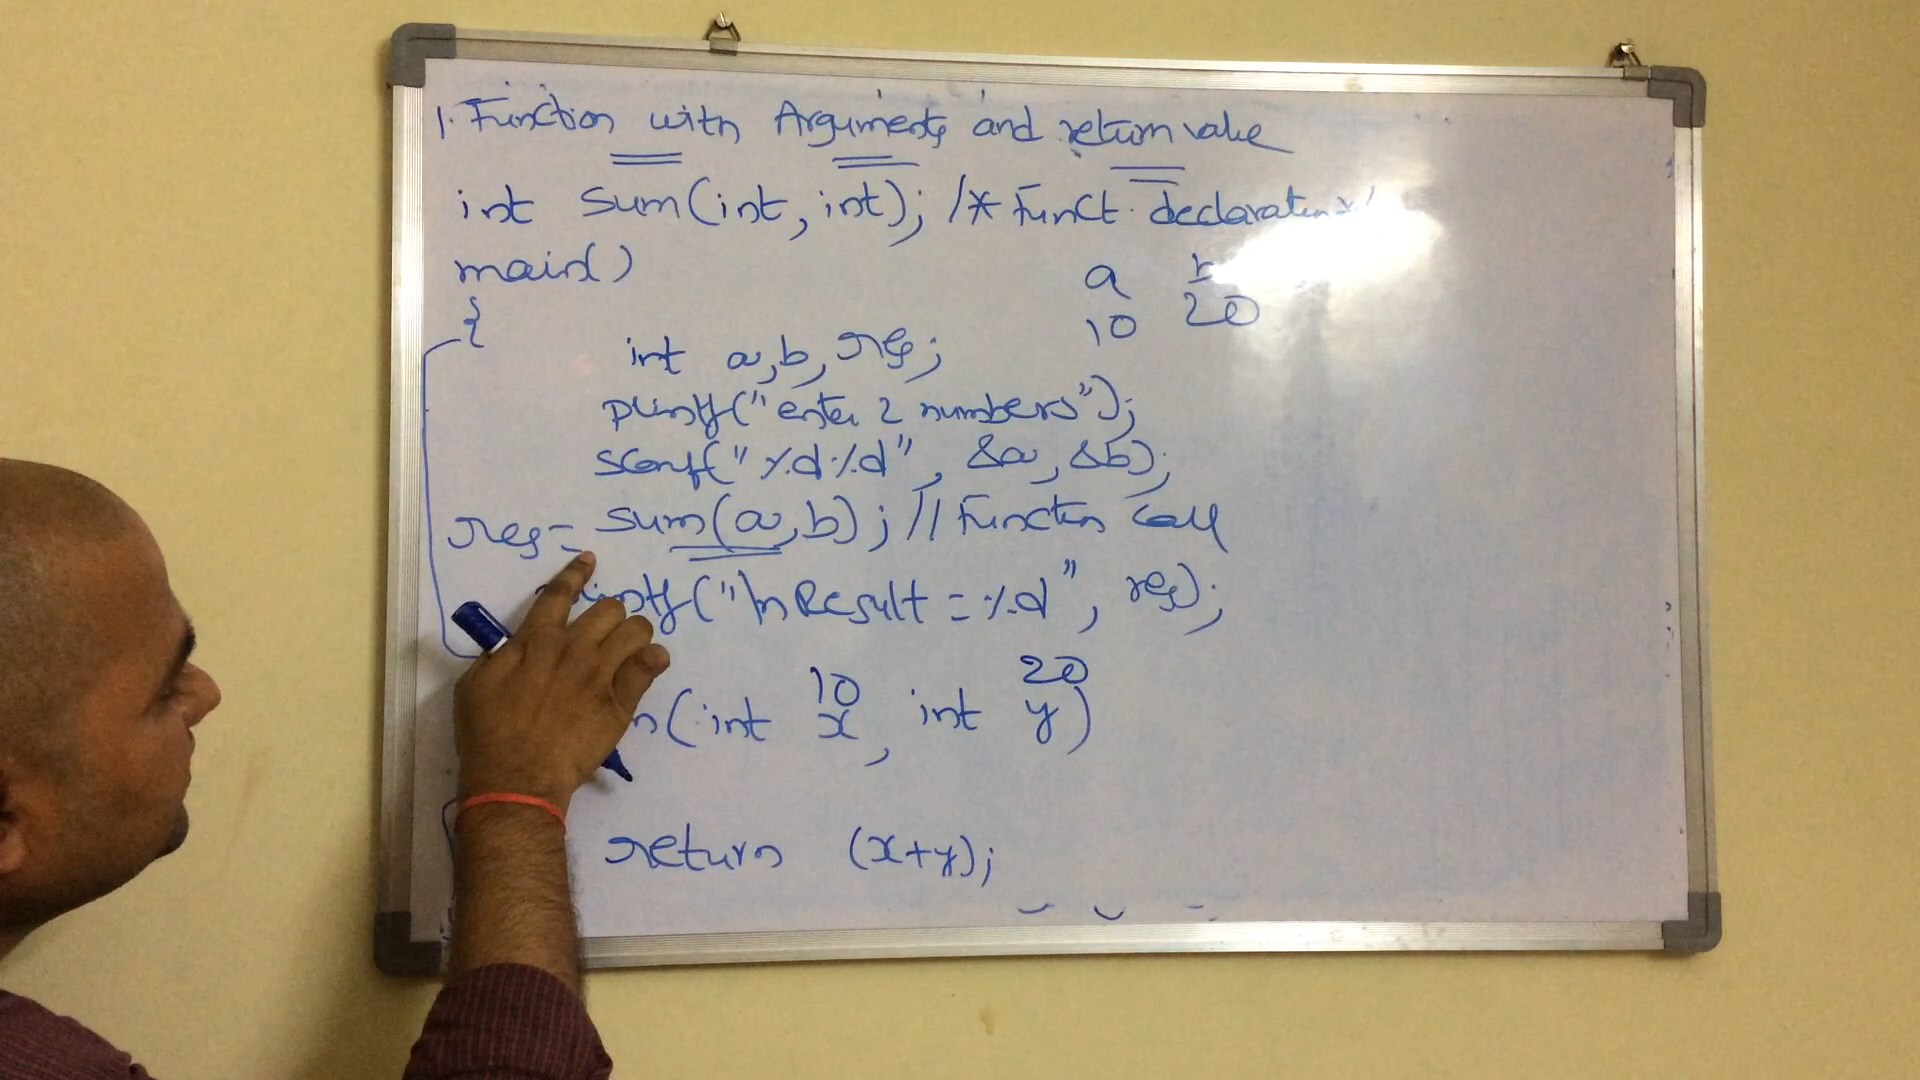 1. Function with Arguments and return value
int sum(int, int); /* Funct. declaration */
main()
a b
{
10 20
int a,b, res;
printf("enter 2 numbers");
scanf("%d%d", &a, &b);
res = sum(a,b); // Function call
printf("\nResult = %d", res);
10 20
(int x, int y)
return (x+y);